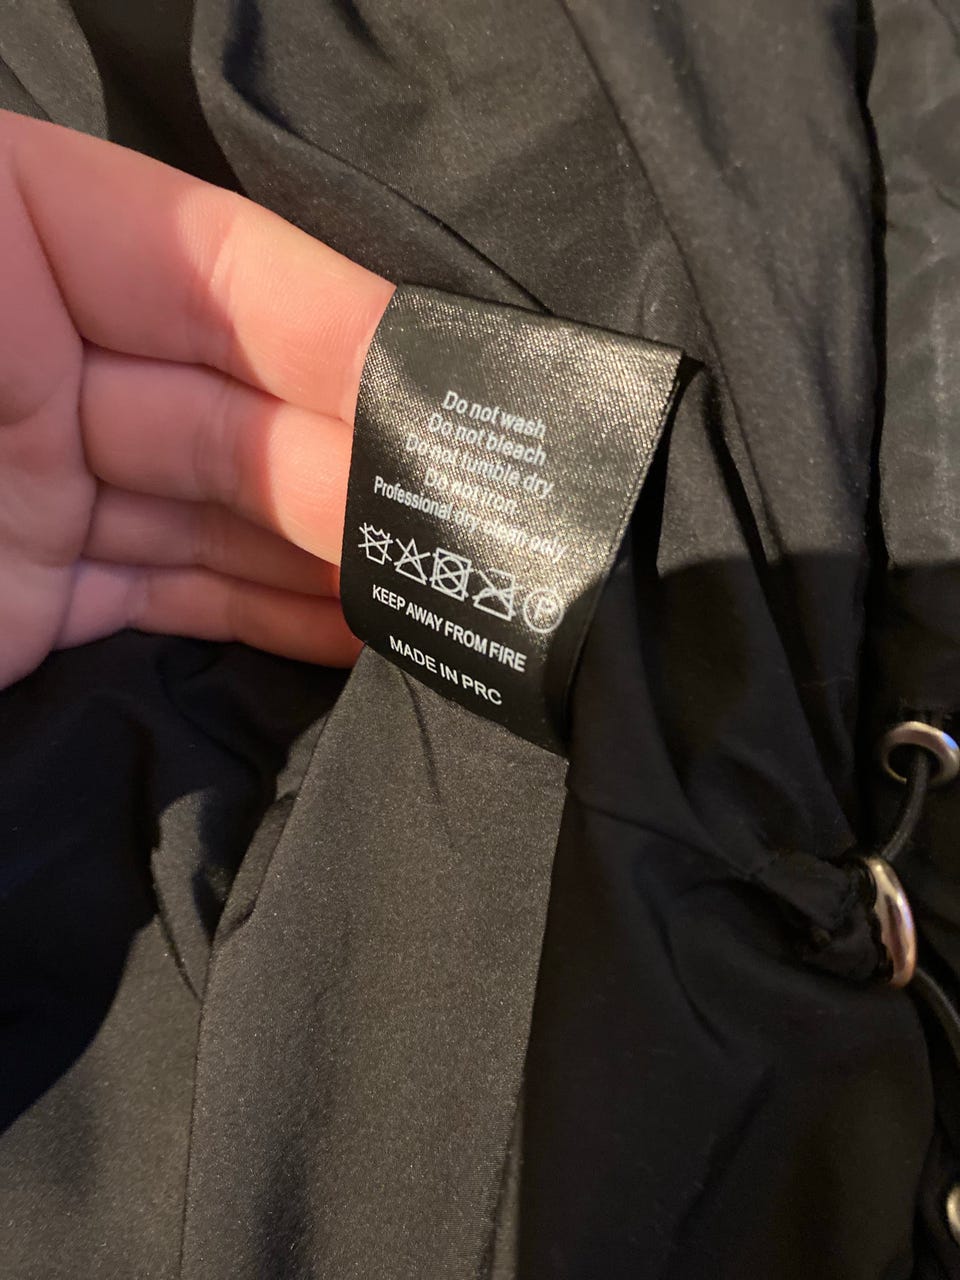 Do not wash
Do not bleach
Do not tumble dry
Do not iron.
Professional dry clean only
P
KEEP AWAY FROM FIRE
MADE IN PRC